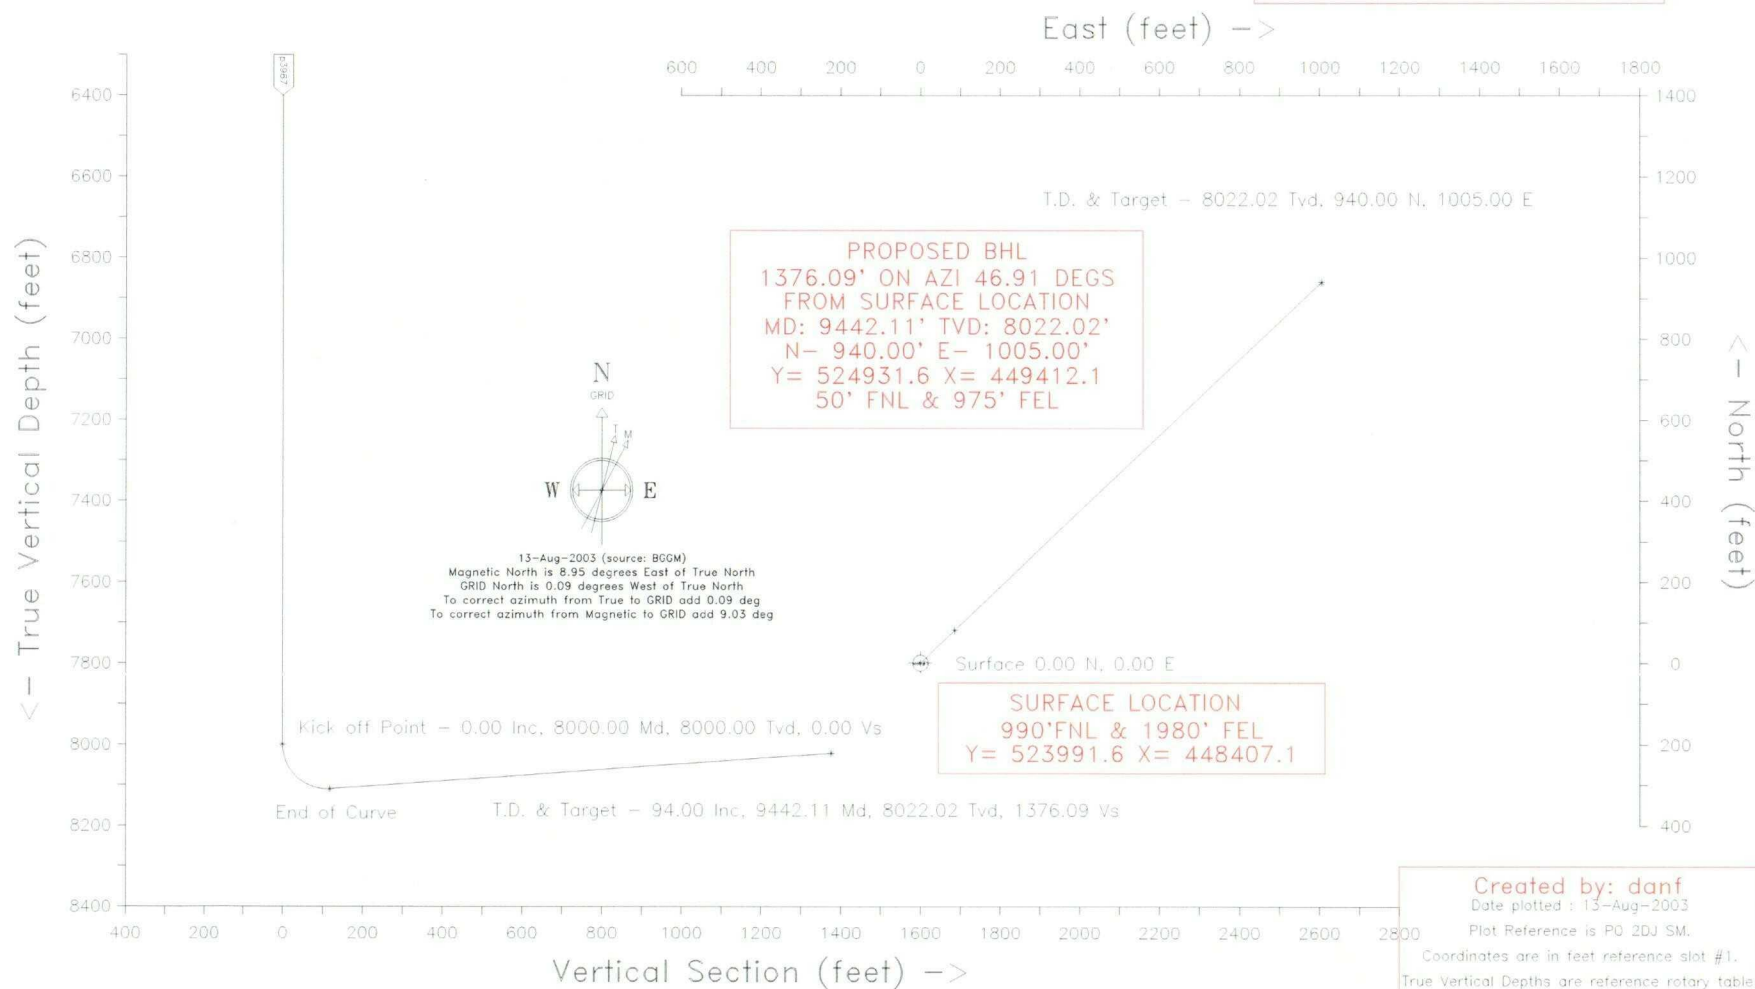 East (feet) ->
600 400 200 0 200 400 600 800 1000 1200 1400 1600 1800
<- True Vertical Depth (feet)
6400
6600
6800
7000
7200
7400
7600
7800
8000
8200
8400
p3987
T.D. & Target - 8022.02 Tvd, 940.00 N, 1005.00 E
PROPOSED BHL
1376.09' ON AZI 46.91 DEGS
FROM SURFACE LOCATION
MD: 9442.11' TVD: 8022.02'
N- 940.00' E- 1005.00'
Y= 524931.6 X= 449412.1
50' FNL & 975' FEL
N
GRID
T M
W E
13-Aug-2003 (source: BGGM)
Magnetic North is 8.95 degrees East of True North
GRID North is 0.09 degrees West of True North
To correct azimuth from True to GRID add 0.09 deg
To correct azimuth from Magnetic to GRID add 9.03 deg
Surface 0.00 N, 0.00 E
SURFACE LOCATION
990'FNL & 1980' FEL
Y= 523991.6 X= 448407.1
Kick off Point - 0.00 Inc, 8000.00 Md, 8000.00 Tvd, 0.00 Vs
End of Curve
T.D. & Target - 94.00 Inc, 9442.11 Md, 8022.02 Tvd, 1376.09 Vs
1400
1200
1000
800
600
400
200
0
200
400
<- North (feet)
400 200 0 200 400 600 800 1000 1200 1400 1600 1800 2000 2200 2400 2600 2800
Vertical Section (feet) ->
Created by: danf
Date plotted : 13-Aug-2003
Plot Reference is PO 2DJ SM.
Coordinates are in feet reference slot #1.
True Vertical Depths are reference rotary table